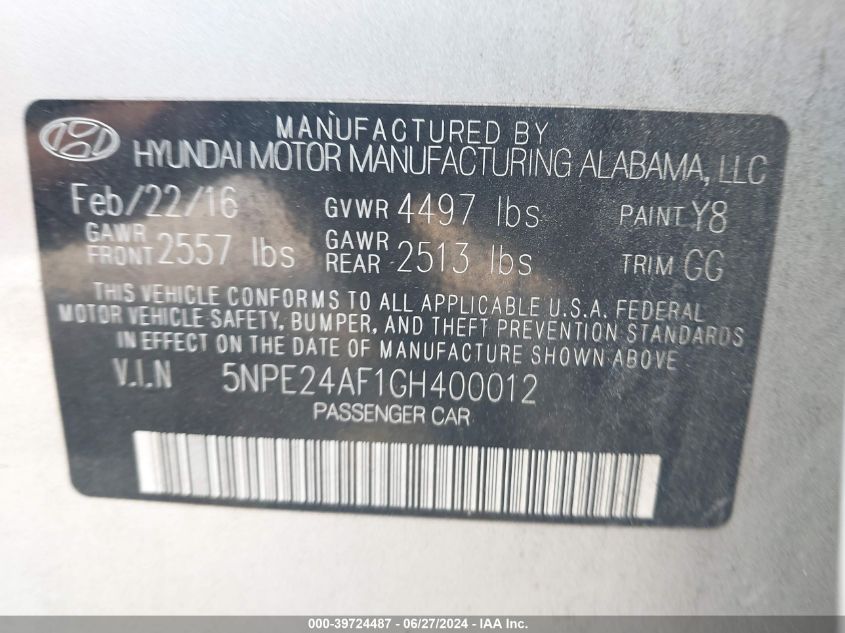 MANUFACTURED BY
HYUNDAI MOTOR MANUFACTURING ALABAMA, LLC
Feb/22/16 GVWR 4497 lbs PAINT Y8
GAWR FRONT 2557 lbs GAWR REAR 2513 lbs TRIM GG
THIS VEHICLE CONFORMS TO ALL APPLICABLE U.S.A. FEDERAL
MOTOR VEHICLE SAFETY, BUMPER, AND THEFT PREVENTION STANDARDS
IN EFFECT ON THE DATE OF MANUFACTURE SHOWN ABOVE
V.I.N 5NPE24AF1GH400012
PASSENGER CAR
000-39724487 - 06/27/2024 - IAA, Inc.